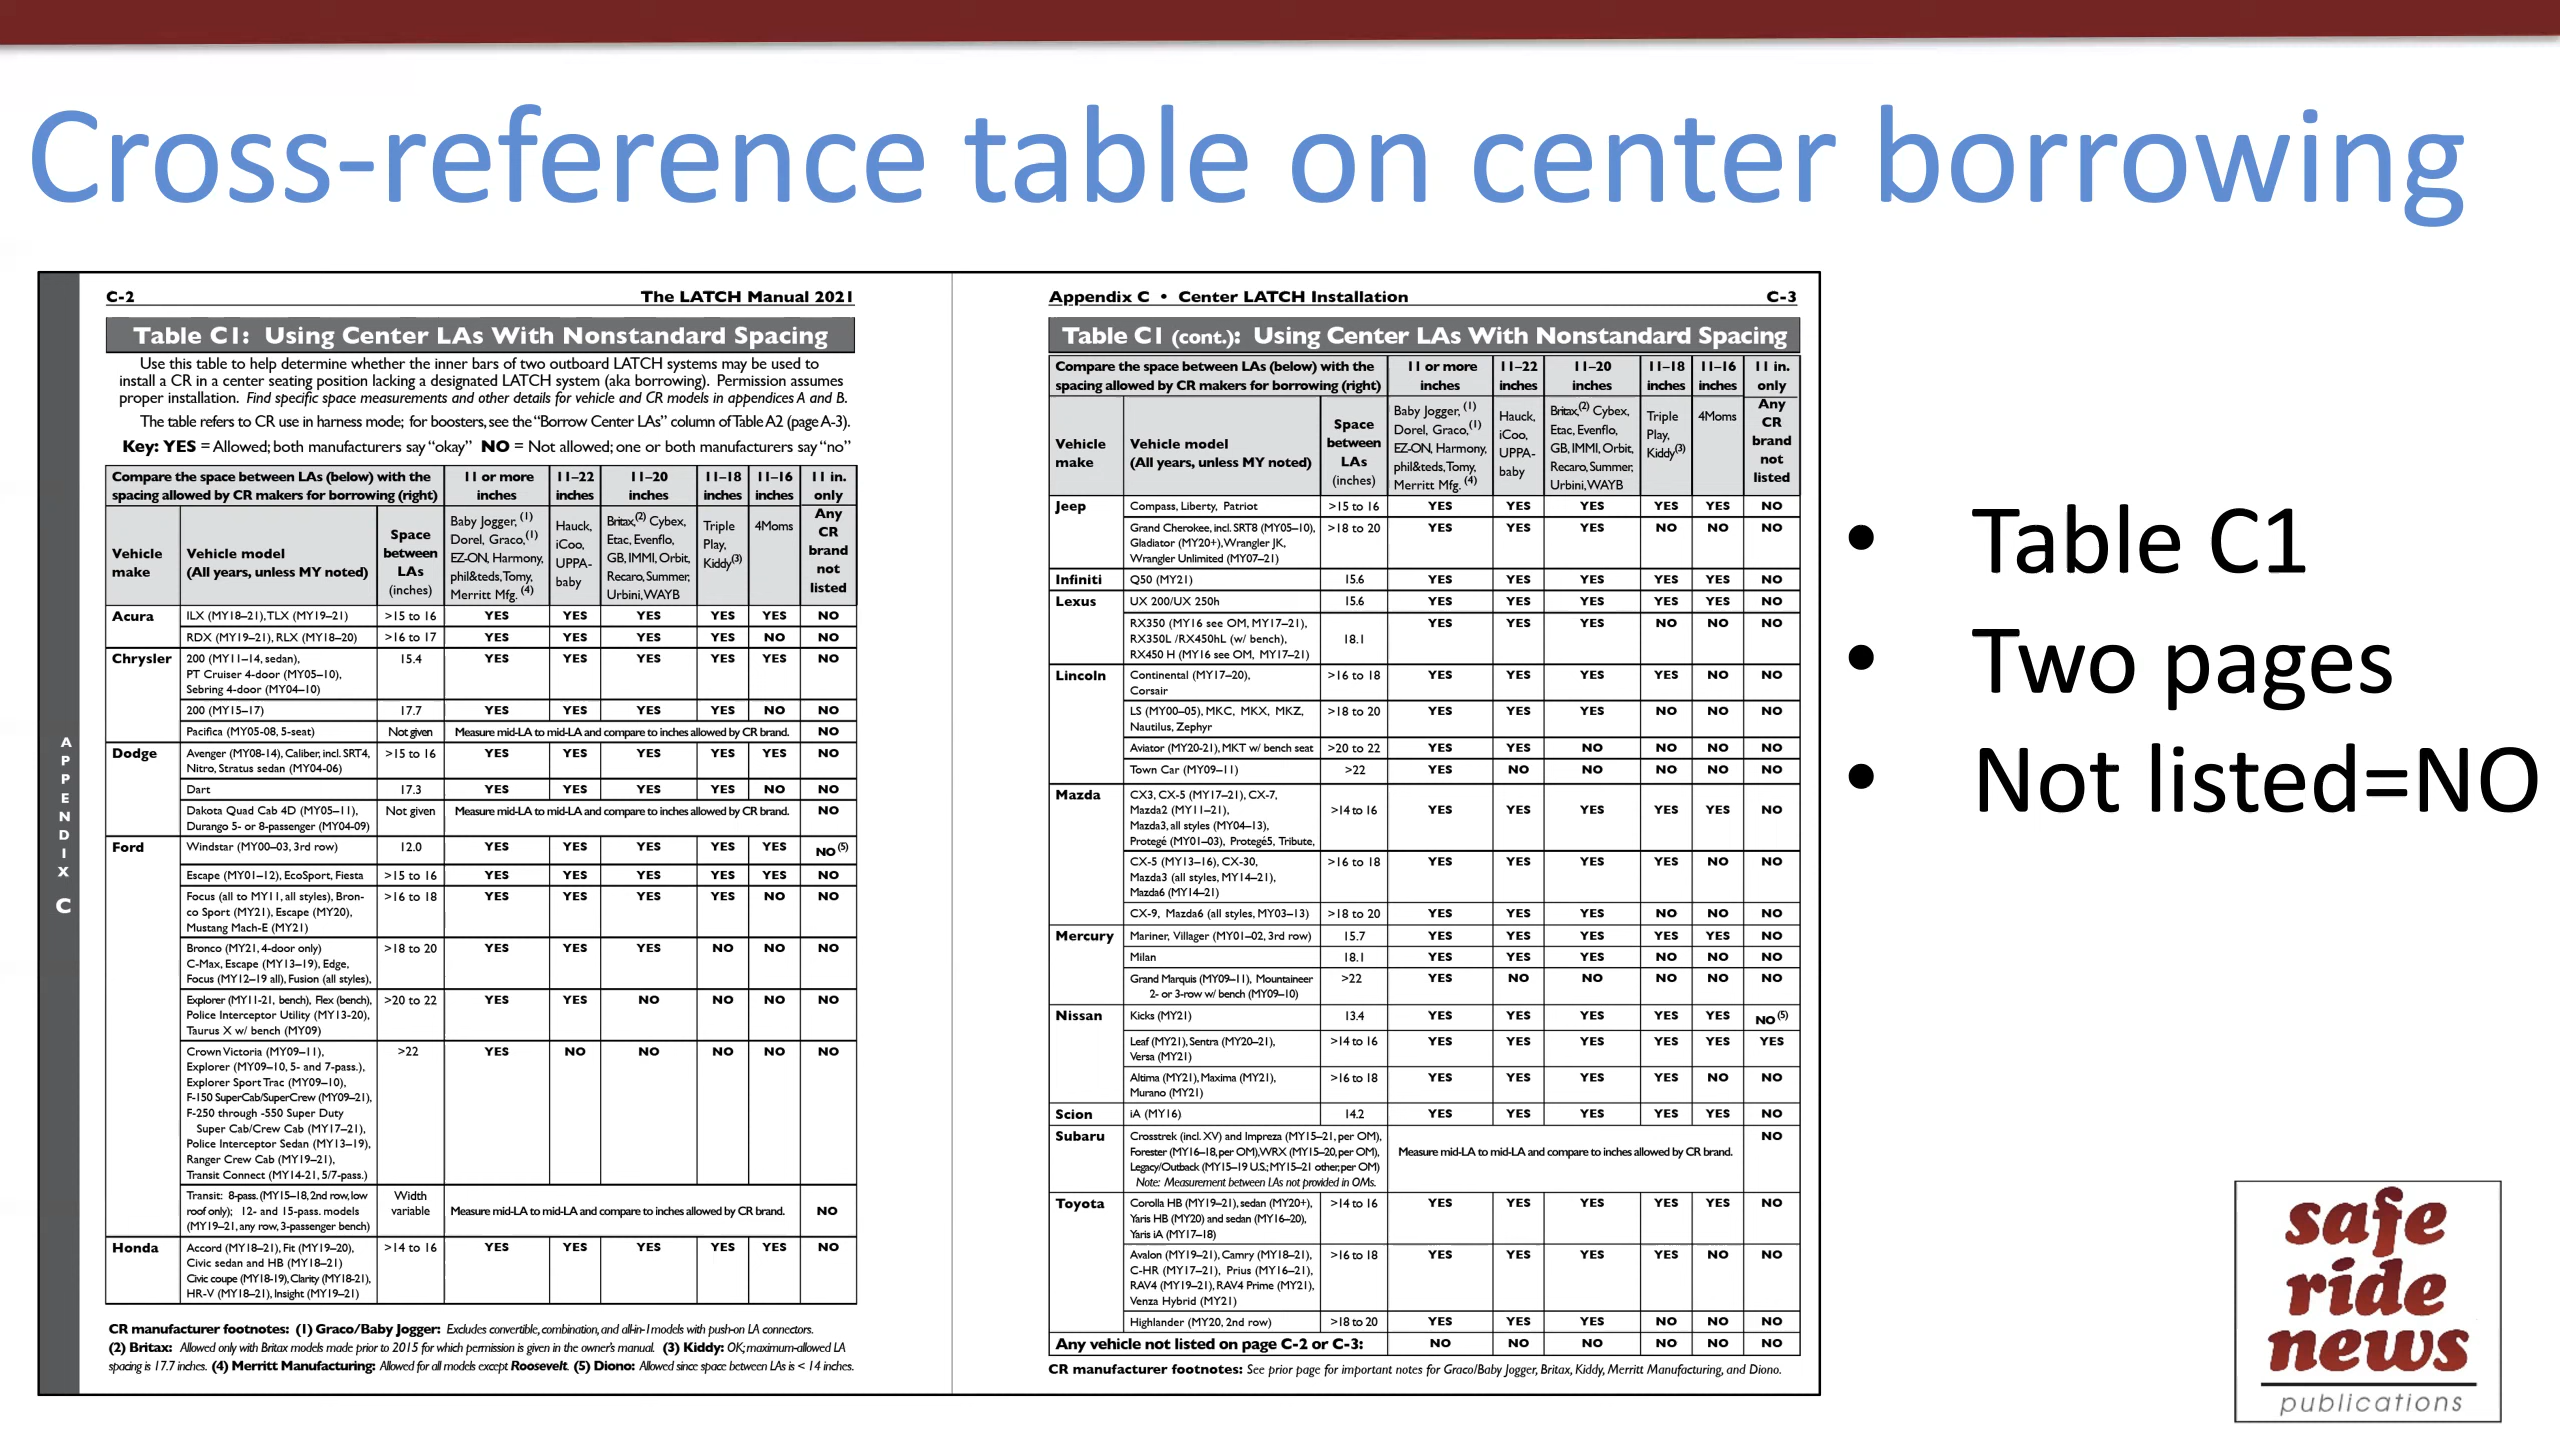 Cross-reference table on center borrowing
C-2 The LATCH Manual 2021
Table C1: Using Center LAs With Nonstandard Spacing
Use this table to help determine whether the inner bars of two outboard LATCH systems may be used to
install a CR in a center seating position lacking a designated LATCH system (aka borrowing). Permission assumes
proper installation. Find specific space measurements and other details for vehicle and CR models in appendices A and B.
The table refers to CR use in harness mode; for boosters, see the "Borrow Center LAs" column of Table A2 (page A-3).
Key: YES = Allowed; both manufacturers say "okay" NO = Not allowed; one or both manufacturers say "no"
Compare the space between LAs (below) with the
spacing allowed by CR makers for borrowing (right)
11 or more
inches
11–22
inches
11–20
inches
11–18
inches
11–16
inches
11 in.
only
Vehicle
make
Vehicle model
(All years, unless MY noted)
Space
between
LAs
(inches)
Baby Jogger, (1)
Dorel, Graco,(1)
EZ-ON, Harmony,
phil&teds, Tomy,
Merritt Mfg. (4)
Hauck,
iCoo,
UPPA-
baby
Britax,(2) Cybex,
Etac, Evenflo,
GB, IMMI, Orbit,
Recaro, Summer,
Urbini, WAYB
Triple
Play,
Kiddy(3)
4Moms
Any
CR
brand
not
listed
Acura ILX (MY18–21), TLX (MY19–21) >15 to 16 YES YES YES YES YES NO
RDX (MY19–21), RLX (MY18–20) >16 to 17 YES YES YES YES NO NO
Chrysler 200 (MY11–14, sedan), 15.4 YES YES YES YES YES NO
PT Cruiser 4-door (MY05–10),
Sebring 4-door (MY04–10)
200 (MY15–17) 17.7 YES YES YES YES NO NO
Pacifica (MY05-08, 5-seat) Not given Measure mid-LA to mid-LA and compare to inches allowed by CR brand. NO
Dodge Avenger (MY08-14), Caliber, incl. SRT4, >15 to 16 YES YES YES YES YES NO
Nitro, Stratus sedan (MY04-06)
Dart 17.3 YES YES YES YES NO NO
Dakota Quad Cab 4D (MY05–11), Not given Measure mid-LA to mid-LA and compare to inches allowed by CR brand. NO
Durango 5- or 8-passenger (MY04-09)
Ford Windstar (MY00–03, 3rd row) 12.0 YES YES YES YES YES NO (5)
Escape (MY01–12), EcoSport, Fiesta >15 to 16 YES YES YES YES YES NO
Focus (all to MY11, all styles), Bron- >16 to 18 YES YES YES YES NO NO
co Sport (MY21), Escape (MY20),
Mustang Mach-E (MY21)
Bronco (MY21, 4-door only) >18 to 20 YES YES YES NO NO NO
C-Max, Escape (MY13–19), Edge,
Focus (MY12–19 all), Fusion (all styles),
Explorer (MY11-21, bench), Flex (bench), >20 to 22 YES YES NO NO NO NO
Police Interceptor Utility (MY13-20),
Taurus X w/ bench (MY09)
Crown Victoria (MY09–11), >22 YES NO NO NO NO NO
Explorer (MY09–10, 5- and 7-pass.),
Explorer Sport Trac (MY09–10),
F-150 SuperCab/SuperCrew (MY09–21),
F-250 through -550 Super Duty
Super Cab/Crew Cab (MY17–21),
Police Interceptor Sedan (MY13–19),
Ranger Crew Cab (MY19–21),
Transit Connect (MY14-21, 5/7-pass.)
Transit: 8-pass. (MY15–18, 2nd row, low Width
roof only); 12- and 15-pass. models variable Measure mid-LA to mid-LA and compare to inches allowed by CR brand. NO
(MY19–21, any row, 3-passenger bench)
Honda Accord (MY18–21), Fit (MY19–20), >14 to 16 YES YES YES YES YES NO
Civic sedan and HB (MY18–21)
Civic coupe (MY18-19), Clarity (MY18-21),
HR-V (MY18–21), Insight (MY19–21)
CR manufacturer footnotes: (1) Graco/Baby Jogger: Excludes convertible, combination, and all-in-1 models with push-on LA connectors.
(2) Britax: Allowed only with Britax models made prior to 2015 for which permission is given in the owner's manual. (3) Kiddy: OK; maximum-allowed LA
spacing is 17.7 inches. (4) Merritt Manufacturing: Allowed for all models except Roosevelt. (5) Diono: Allowed since space between LAs is < 14 inches.
APPENDIX C
Appendix C • Center LATCH Installation C-3
Table C1 (cont.): Using Center LAs With Nonstandard Spacing
Compare the space between LAs (below) with the
spacing allowed by CR makers for borrowing (right)
11 or more
inches
11–22
inches
11–20
inches
11–18
inches
11–16
inches
11 in.
only
Vehicle
make
Vehicle model
(All years, unless MY noted)
Space
between
LAs
(inches)
Baby Jogger, (1)
Dorel, Graco,(1)
EZ-ON, Harmony,
phil&teds, Tomy,
Merritt Mfg. (4)
Hauck,
iCoo,
UPPA-
baby
Britax,(2) Cybex,
Etac, Evenflo,
GB, IMMI, Orbit,
Recaro, Summer,
Urbini, WAYB
Triple
Play,
Kiddy(3)
4Moms
Any
CR
brand
not
listed
Jeep Compass, Liberty, Patriot >15 to 16 YES YES YES YES YES NO
Grand Cherokee, incl. SRT8 (MY05–10), >18 to 20 YES YES YES NO NO NO
Gladiator (MY20+), Wrangler JK,
Wrangler Unlimited (MY07–21)
Infiniti Q50 (MY21) 15.6 YES YES YES YES YES NO
Lexus UX 200/UX 250h 15.6 YES YES YES YES YES NO
RX350 (MY16 see OM, MY17–21), YES YES YES NO NO NO
RX350L /RX450hL (w/ bench), 18.1
RX450 H (MY16 see OM, MY17–21)
Lincoln Continental (MY17–20), >16 to 18 YES YES YES YES NO NO
Corsair
LS (MY00–05), MKC, MKX, MKZ, >18 to 20 YES YES YES NO NO NO
Nautilus, Zephyr
Aviator (MY20-21), MKT w/ bench seat >20 to 22 YES YES NO NO NO NO
Town Car (MY09–11) >22 YES NO NO NO NO NO
Mazda CX3, CX-5 (MY17–21), CX-7,
Mazda2 (MY11–21), >14 to 16 YES YES YES YES YES NO
Mazda3, all styles (MY04–13),
Protegé (MY01–03), Protegé5, Tribute,
CX-5 (MY13–16), CX-30, >16 to 18 YES YES YES YES NO NO
Mazda3 (all styles, MY14–21),
Mazda6 (MY14–21)
CX-9, Mazda6 (all styles, MY03–13) >18 to 20 YES YES YES NO NO NO
Mercury Mariner, Villager (MY01–02, 3rd row) 15.7 YES YES YES YES YES NO
Milan 18.1 YES YES YES NO NO NO
Grand Marquis (MY09–11), Mountaineer >22 YES NO NO NO NO NO
2- or 3-row w/ bench (MY09–10)
Nissan Kicks (MY21) 13.4 YES YES YES YES YES NO (5)
Leaf (MY21), Sentra (MY20–21), >14 to 16 YES YES YES YES YES YES
Versa (MY21)
Altima (MY21), Maxima (MY21), >16 to 18 YES YES YES YES NO NO
Murano (MY21)
Scion iA (MY16) 14.2 YES YES YES YES YES NO
Subaru Crosstrek (incl. XV) and Impreza (MY15–21, per OM), NO
Forester (MY16–18, per OM), WRX (MY15–20, per OM), Measure mid-LA to mid-LA and compare to inches allowed by CR brand.
Legacy/Outback (MY15–19 U.S.; MY15–21 other, per OM)
Note: Measurement between LAs not provided in OMs.
Toyota Corolla HB (MY19–21), sedan (MY20+), >14 to 16 YES YES YES YES YES NO
Yaris HB (MY20) and sedan (MY16–20),
Yaris iA (MY17–18)
Avalon (MY19–21), Camry (MY18–21), >16 to 18 YES YES YES YES NO NO
C-HR (MY17–21), Prius (MY16–21),
RAV4 (MY19–21), RAV4 Prime (MY21),
Venza Hybrid (MY21)
Highlander (MY20, 2nd row) >18 to 20 YES YES YES NO NO NO
Any vehicle not listed on page C-2 or C-3: NO NO NO NO NO NO
CR manufacturer footnotes: See prior page for important notes for Graco/Baby Jogger, Britax, Kiddy, Merritt Manufacturing, and Diono.
• Table C1
• Two pages
• Not listed=NO
safe
ride
news
publications